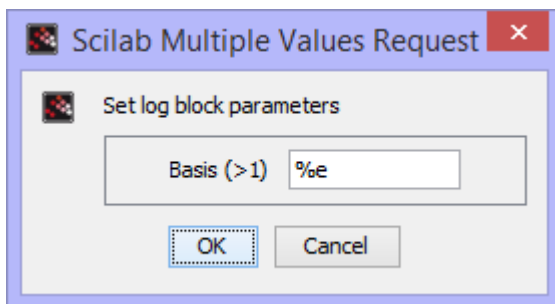 Scilab Multiple Values Request
Set log block parameters
Basis (>1) %e
OK Cancel